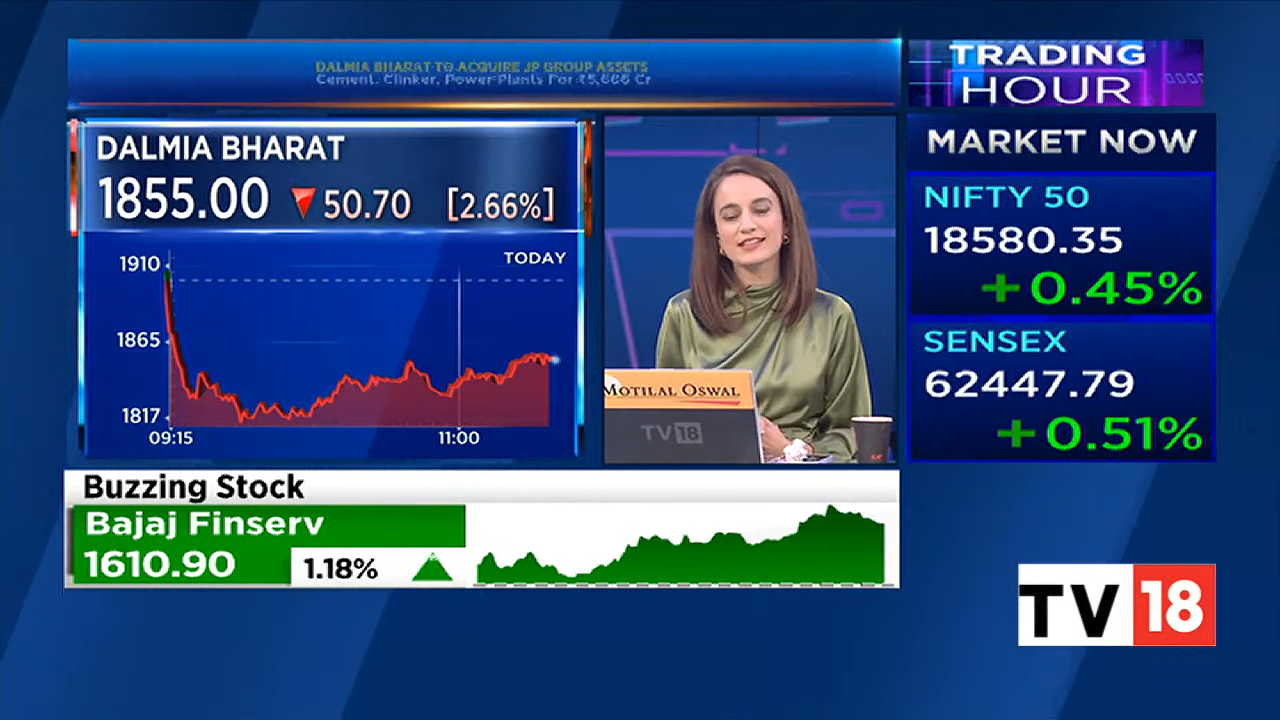 DALMIA BHARAT TO ACQUIRE JP GROUP ASSETS
Cement, Clinker, Power Plants For ₹5,666 Cr
TRADING
HOUR
DALMIA BHARAT
1855.00 ▼ 50.70 [2.66%]
TODAY
1910
1865
1817
09:15 11:00
MOTILAL OSWAL
TV18
MARKET NOW
NIFTY 50
18580.35
+0.45%
SENSEX
62447.79
+0.51%
Buzzing Stock
Bajaj Finserv
1610.90 1.18% ▲
TV18